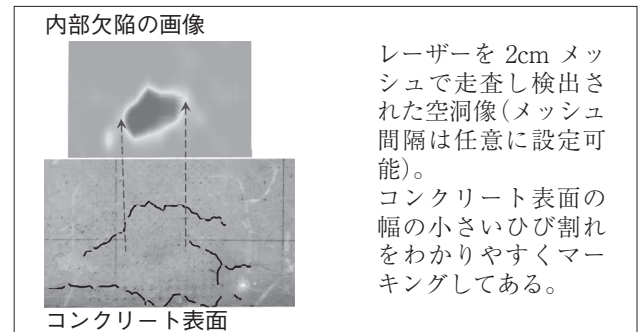 内部欠陥の画像
レーザーを 2cm メッ
シュで走査し検出さ
れた空洞像(メッシュ
間隔は任意に設定可
能)。
コンクリート表面の
幅の小さいひび割れ
をわかりやすくマー
キングしてある。
コンクリート表面